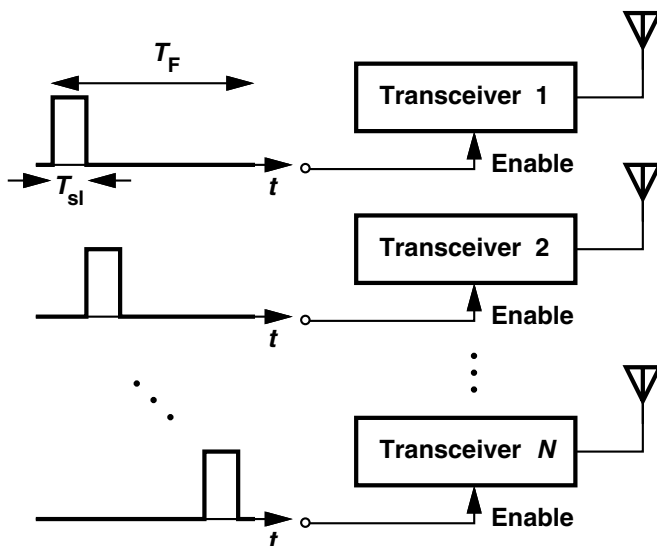 T_F
Transceiver 1
Enable
T_sl
t
Transceiver 2
Enable
t
Transceiver N
Enable
t